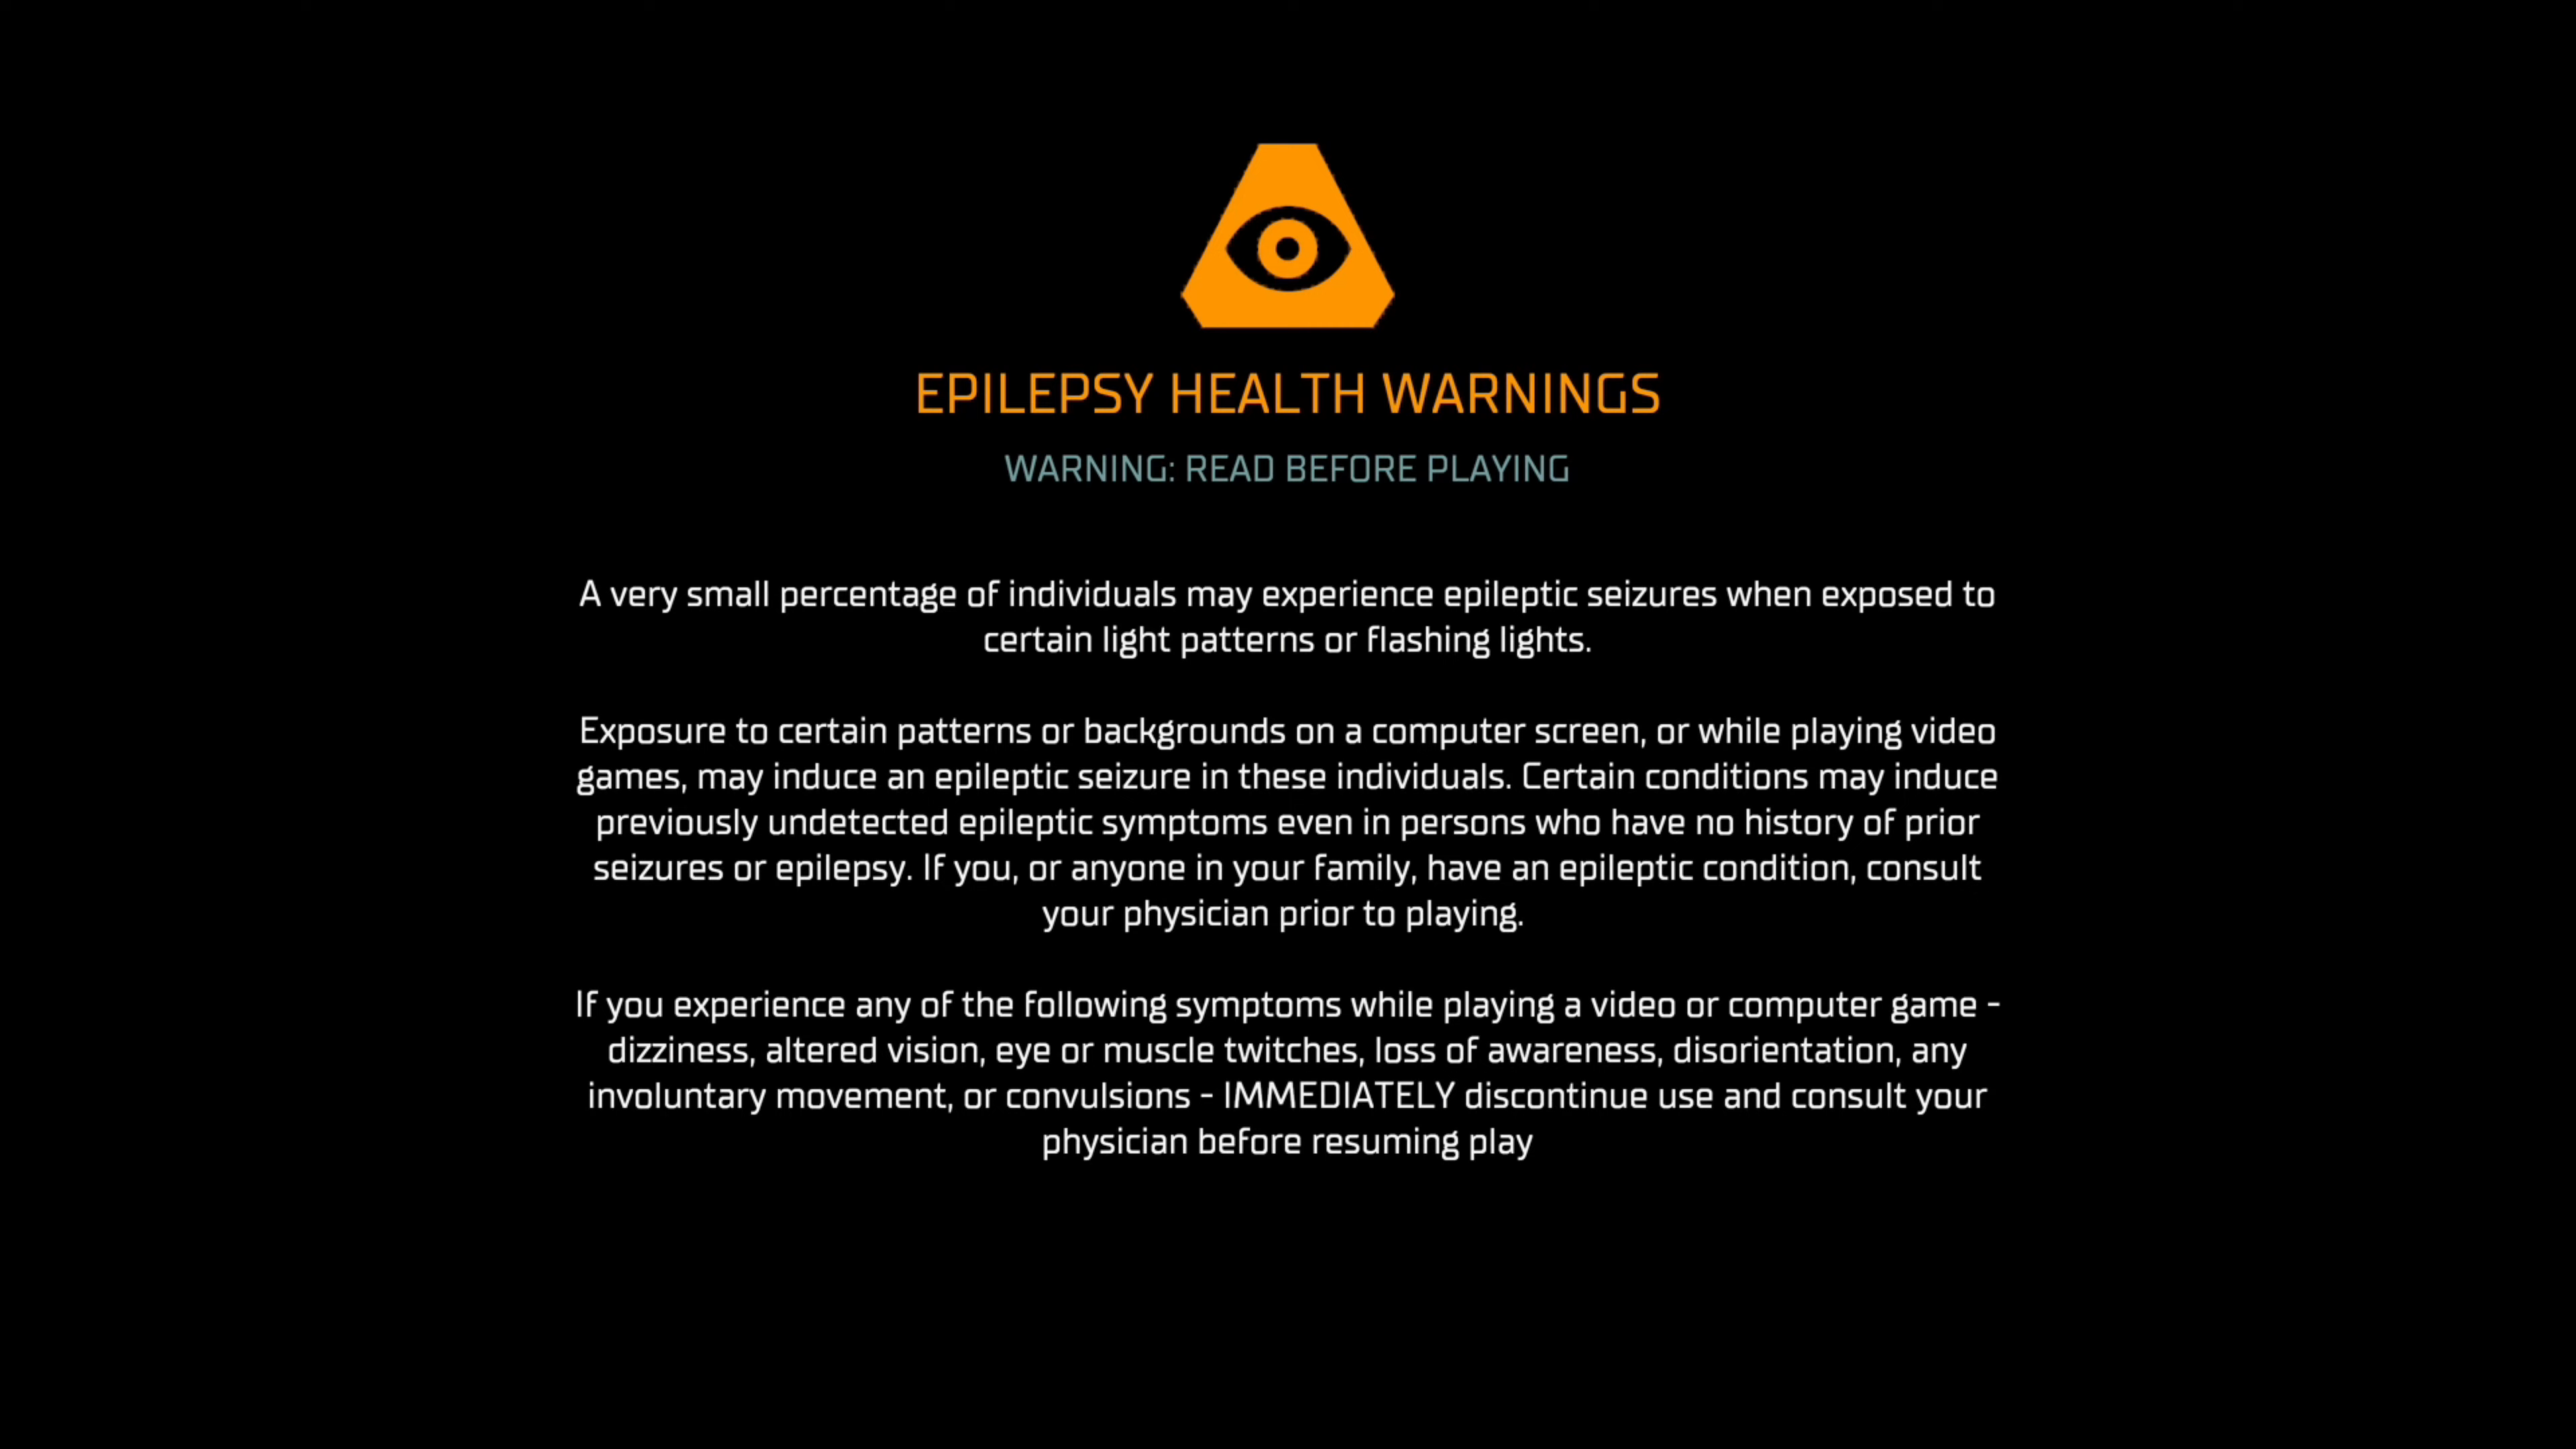 EPILEPSY HEALTH WARNINGS
WARNING: READ BEFORE PLAYING
A very small percentage of individuals may experience epileptic seizures when exposed to
certain light patterns or flashing lights.
Exposure to certain patterns or backgrounds on a computer screen, or while playing video
games, may induce an epileptic seizure in these individuals. Certain conditions may induce
previously undetected epileptic symptoms even in persons who have no history of prior
seizures or epilepsy. If you, or anyone in your family, have an epileptic condition, consult
your physician prior to playing.
If you experience any of the following symptoms while playing a video or computer game -
dizziness, altered vision, eye or muscle twitches, loss of awareness, disorientation, any
involuntary movement, or convulsions - IMMEDIATELY discontinue use and consult your
physician before resuming play